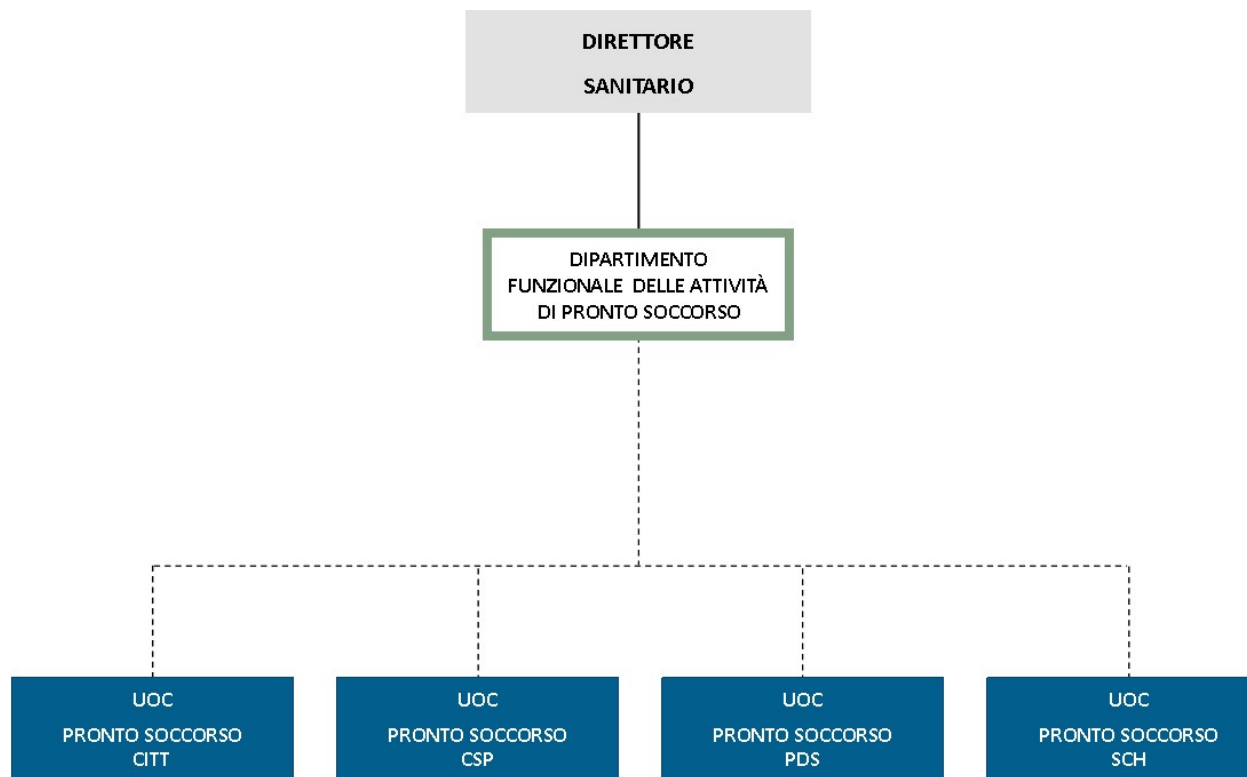 DIRETTORE
SANITARIO
DIPARTIMENTO
FUNZIONALE DELLE ATTIVITÀ
DI PRONTO SOCCORSO
UOC
PRONTO SOCCORSO
CITT
UOC
PRONTO SOCCORSO
CSP
UOC
PRONTO SOCCORSO
PDS
UOC
PRONTO SOCCORSO
SCH